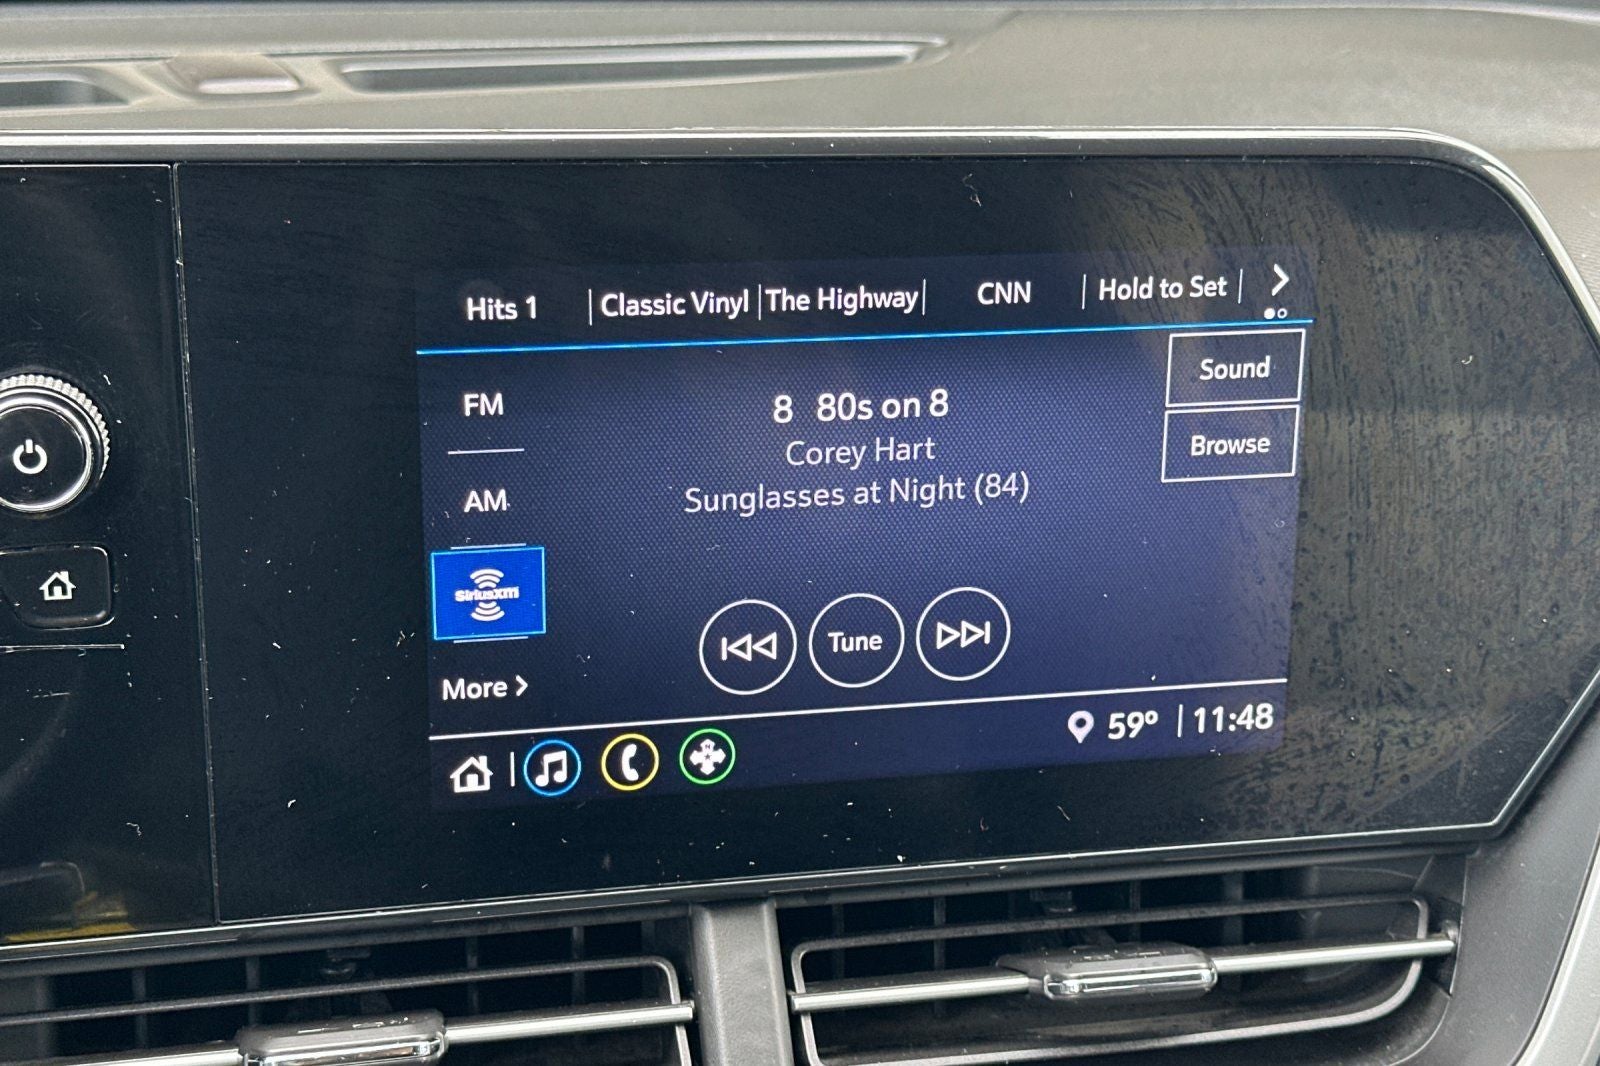 Hits 1 | Classic Vinyl | The Highway | CNN | Hold to Set |
Sound
Browse
FM
AM
SiriusXM
More
8 80s on 8
Corey Hart
Sunglasses at Night (84)
Tune
59° | 11:48